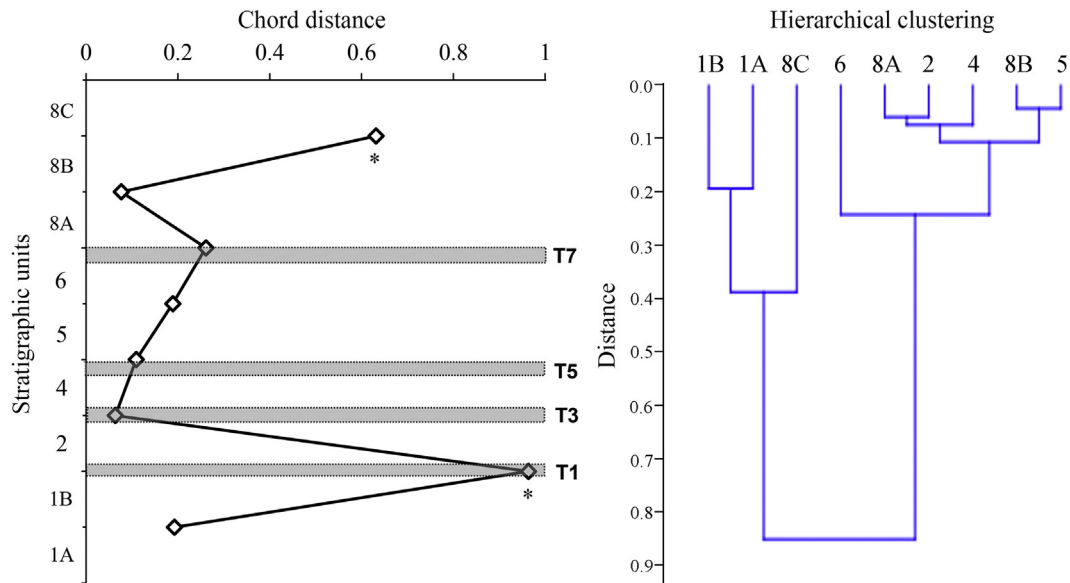 Chord distance
0 0.2 0.4 0.6 0.8 1
Stratigraphic units
8C
8B
*
8A
T7
6
5
T5
4
T3
2
T1
1B
*
1A
Hierarchical clustering
1B 1A 8C 6 8A 2 4 8B 5
Distance
0.0
0.1
0.2
0.3
0.4
0.5
0.6
0.7
0.8
0.9